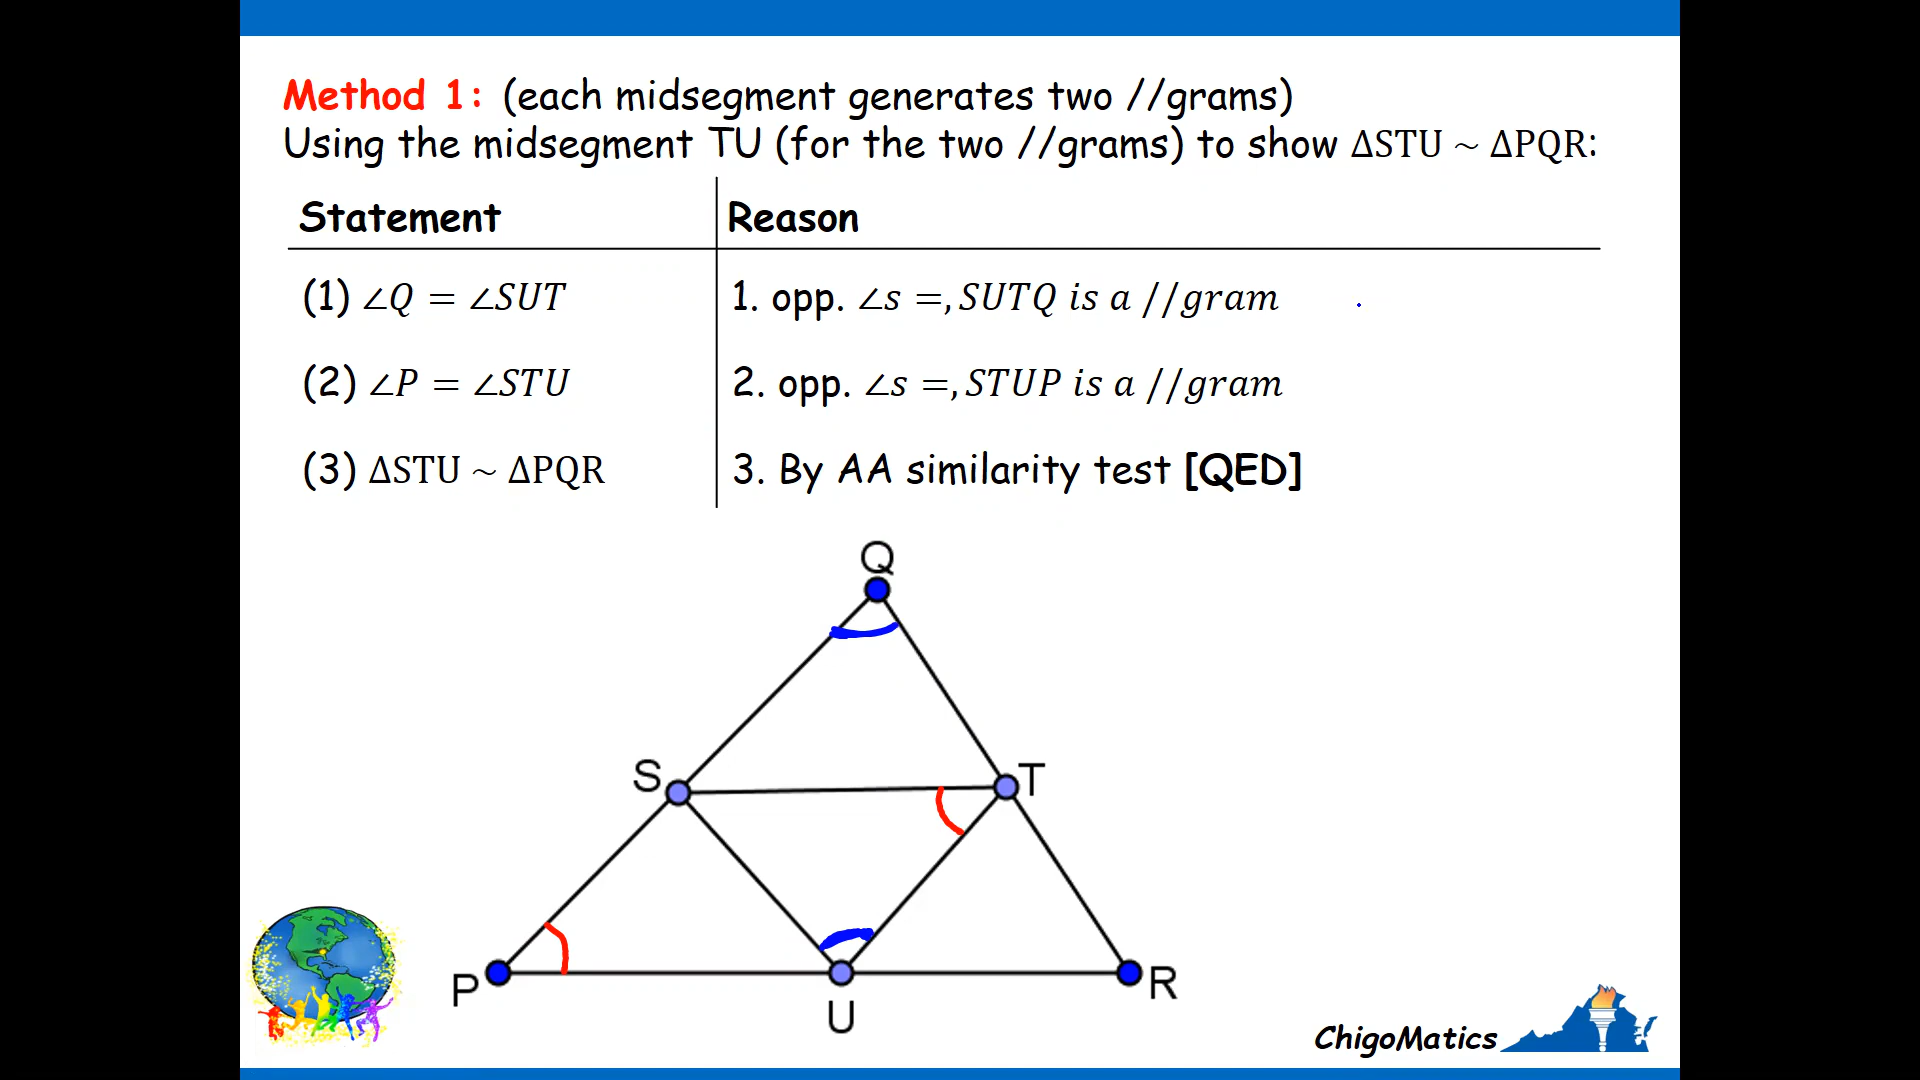 Method 1: (each midsegment generates two //grams)
Using the midsegment TU (for the two //grams) to show ΔSTU ~ ΔPQR:
Statement Reason
(1) ∠Q = ∠SUT 1. opp. ∠s =, SUTQ is a //gram
(2) ∠P = ∠STU 2. opp. ∠s =, STUP is a //gram
(3) ΔSTU ~ ΔPQR 3. By AA similarity test [QED]
Q
S T
P R
U
ChigoMatics